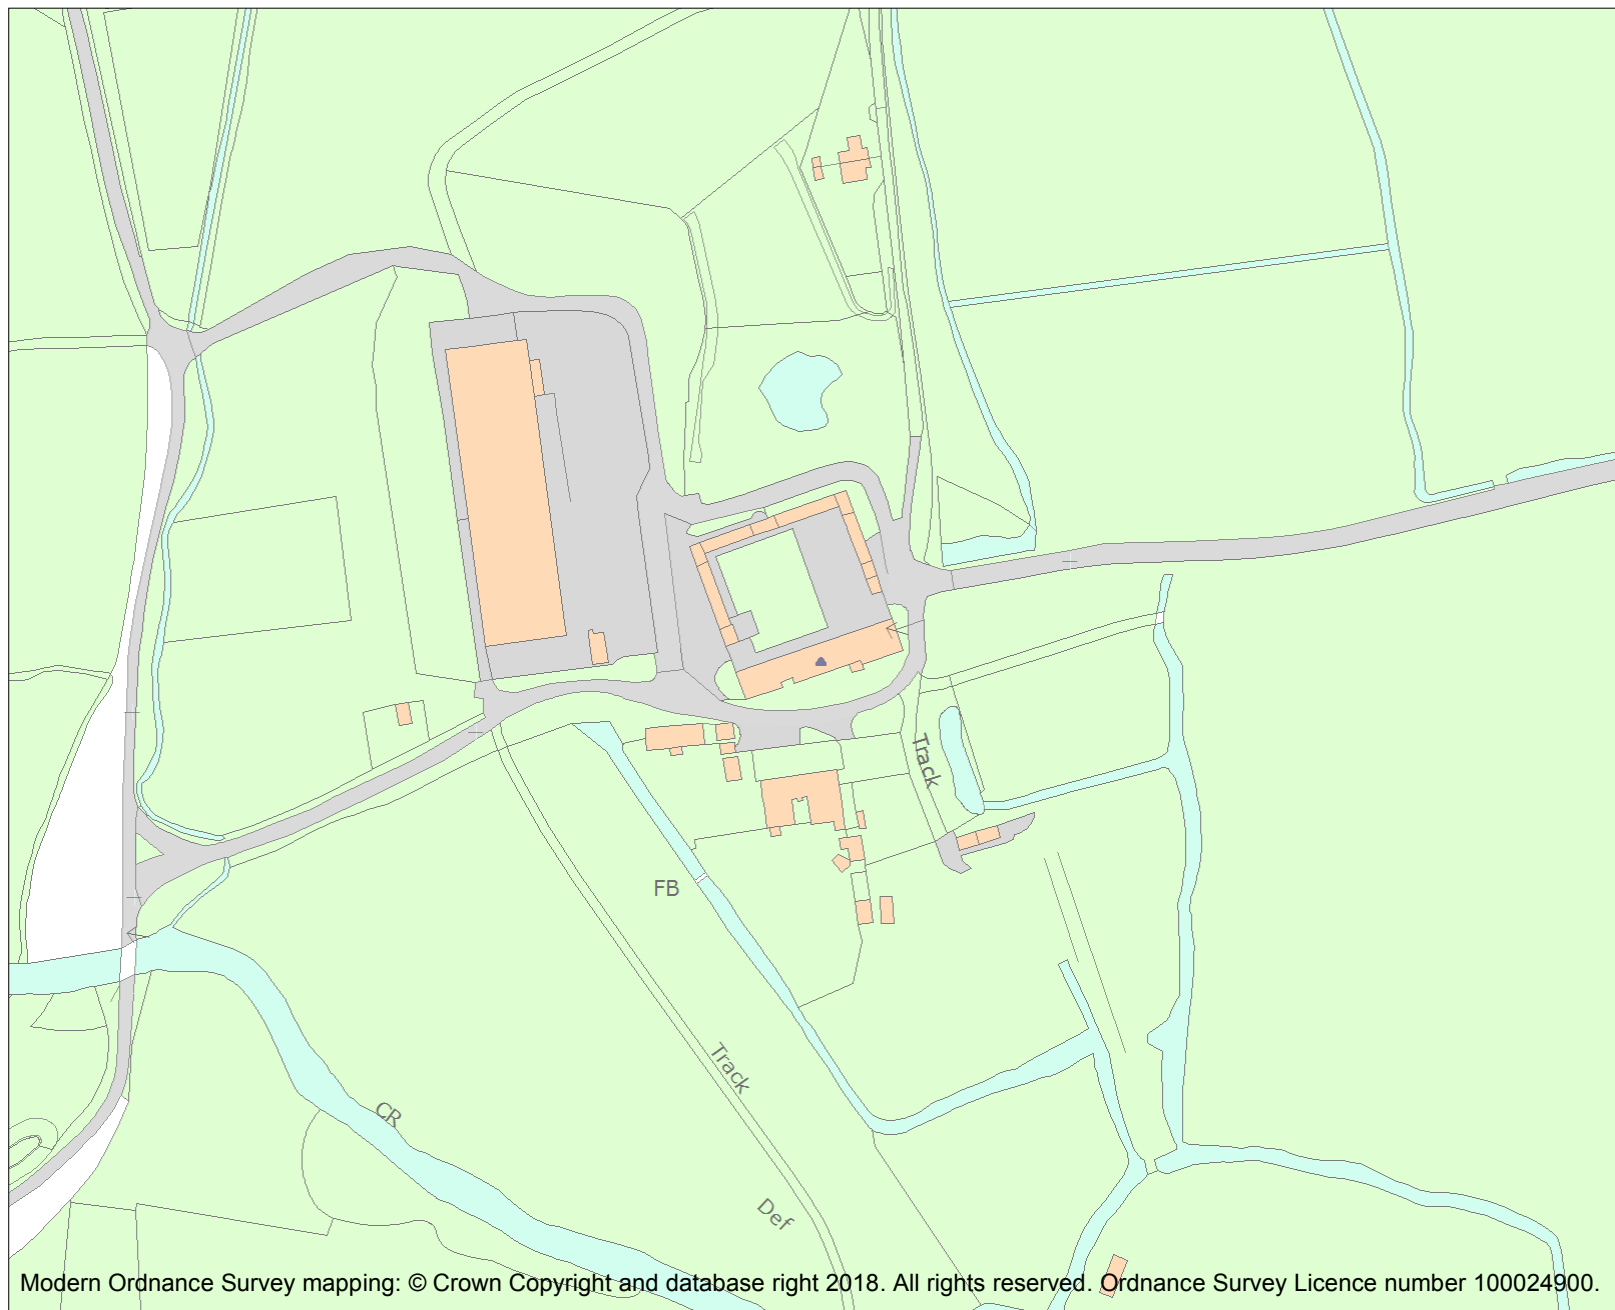 Track
FB
Track
CR
Def
Modern Ordnance Survey mapping: © Crown Copyright and database right 2018. All rights reserved. Ordnance Survey Licence number 100024900.